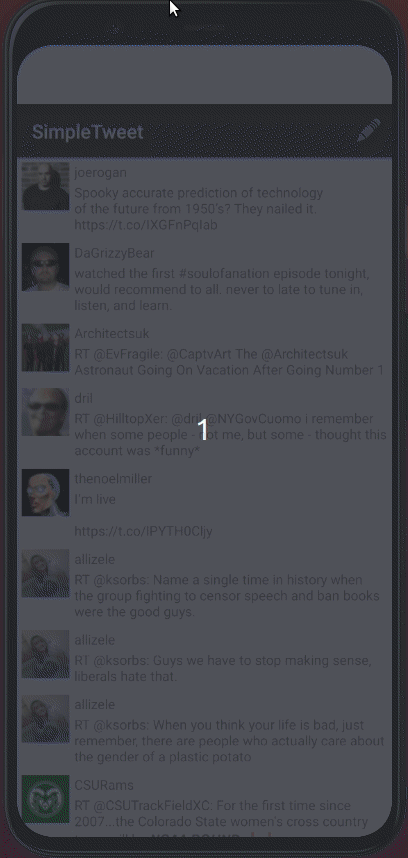 SimpleTweet
joerogan
Spooky accurate prediction of technology
of the future from 1950's? They nailed it.
https://t.co/IXGFnPqIab
DaGrizzyBear
watched the first #soulofanation episode tonight,
would recommend to all. never to late to tune in,
listen, and learn.
Architectsuk
RT @EvFragile: @CaptvArt The @Architectsuk
Astronaut Going On Vacation After Going Number 1
dril
RT @HilltopXer: @dril @NYGovCuomo i remember
when some people - not me, but some - thought this
account was *funny*
1
thenoelmiller
I'm live
https://t.co/lPYTH0Cljy
allizele
RT @ksorbs: Name a single time in history when
the group fighting to censor speech and ban books
were the good guys.
allizele
RT @ksorbs: Guys we have to stop making sense,
liberals hate that
allizele
RT @ksorbs: When you think your life is bad, just
remember, there are people who actually care about
the gender of a plastic potato
CSURams
RT @CSUTrackFieldXC: For the first time since
2007...the Colorado State women's cross country